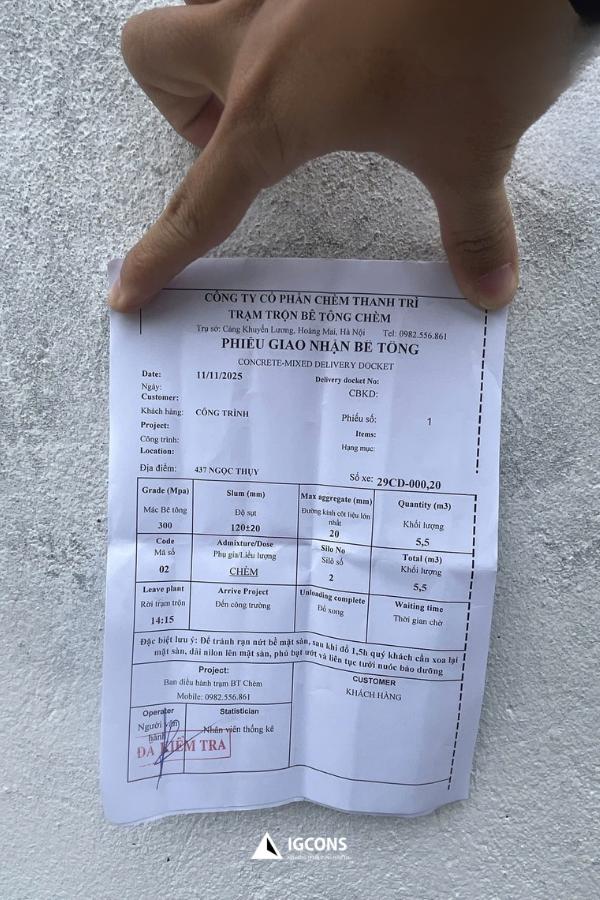 CÔNG TY CỔ PHẦN CHÈM THANH TRÌ
TRẠM TRỘN BÊ TÔNG CHÈM
Trụ sở: Cảng Khuyến Lương, Hoàng Mai, Hà Nội Tel: 0982.556.861
PHIẾU GIAO NHẬN BÊ TÔNG
CONCRETE-MIXED DELIVERY DOCKET
Date: 11/11/2025 Delivery docket No:
Ngày: CBKD:
Customer:
Khách hàng: CÔNG TRÌNH Phiếu số: 1
Project: Items:
Công trình: Hạng mục:
Location:
Địa điểm: 437 NGỌC THỤY Số xe: 29CD-000,20
Grade (Mpa) Slum (mm) Max aggregate (mm) Quantity (m3)
Mác Bê tông Độ sụt Đường kính cốt liệu lớn nhất Khối lượng
300 120±20 20 5,5
Code Admixture/Dose Silo No Total (m3)
Mã số Phụ gia/Liều lượng Silô số Khối lượng
02 CHÈM 2 5,5
Leave plant Arrive Project Unloading complete Waiting time
Rời trạm trộn Đến công trường Đổ xong Thời gian chờ
14:15
Đặc biệt lưu ý: Để tránh rạn nứt bề mặt sàn, sau khi đổ 1,5h quý khách cần xoa lại
mặt sàn, dải nilon lên mặt sàn, phủ bạt ướt và liên tục tưới nước bảo dưỡng
Project: CUSTOMER
Ban điều hành trạm BT Chèm KHÁCH HÀNG
Mobile: 0982.556.861
Operater Statistician
Người vận hành Nhân viên thống kê
ĐÃ KIỂM TRA
IGCONS